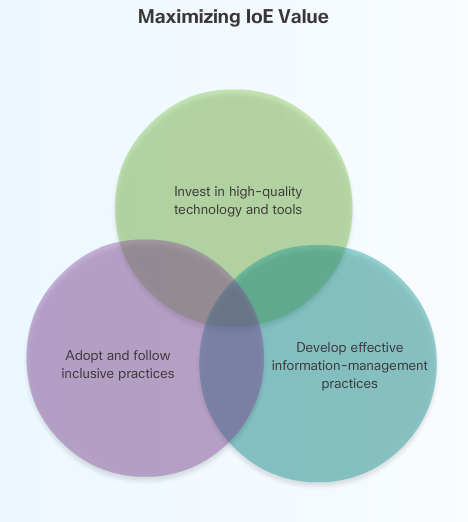 Maximizing IoE Value
Invest in high-quality
technology and tools
Adopt and follow
inclusive practices
Develop effective
information-management
practices